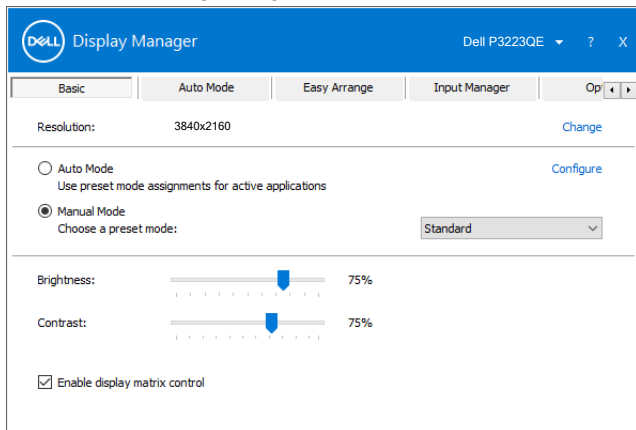 DELL Display Manager Dell P3223QE ? X
Basic Auto Mode Easy Arrange Input Manager
Resolution: 3840x2160 Change
Auto Mode Configure
Use preset mode assignments for active applications
Manual Mode
Choose a preset mode: Standard
Brightness: 75%
Contrast: 75%
Enable display matrix control